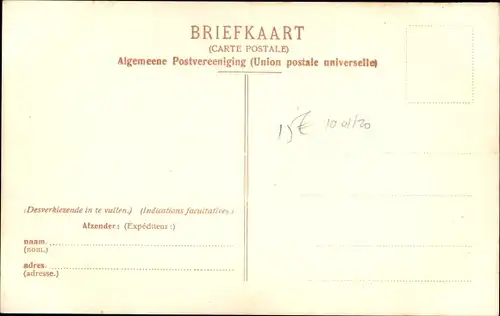 BRIEFKAART
(CARTE POSTALE)
Algemeene Postvereeniging (Union postale universelle)
15€ 10 01/20
(Desverkiezende in te vullen.) (Indications facultatives.)
Afzender: (Expéditeur:)
naam.
(nom.)
adres.
(adresse.)